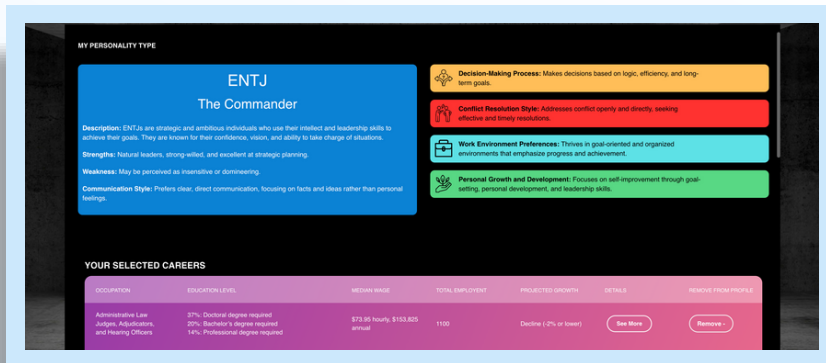 MY PERSONALITY TYPE
ENTJ
The Commander
Description: ENTJs are strategic and ambitious individuals who use their intellect and leadership skills to
achieve their goals. They are known for their confidence, vision, and ability to take charge of situations.
Strengths: Natural leaders, strong-willed, and excellent at strategic planning.
Weakness: May be perceived as insensitive or domineering.
Communication Style: Prefers clear, direct communication, focusing on facts and ideas rather than personal
feelings.
Decision-Making Process: Makes decisions based on logic, efficiency, and long-
term goals.
Conflict Resolution Style: Addresses conflict openly and directly, seeking
effective and timely resolutions.
Work Environment Preferences: Thrives in goal-oriented and organized
environments that emphasize progress and achievement.
Personal Growth and Development: Focuses on self-improvement through goal-
setting, personal development, and leadership skills.
YOUR SELECTED CAREERS
OCCUPATION EDUCATION LEVEL MEDIAN WAGE TOTAL EMPLOYENT PROJECTED GROWTH DETAILS REMOVE FROM PROFILE
Administrative Law
Judges, Adjudicators,
and Hearing Officers
37%: Doctoral degree required
20%: Bachelor's degree required
14%: Professional degree required
$73.95 hourly, $153,825
annual
1100
Decline (-2% or lower)
See More
Remove -